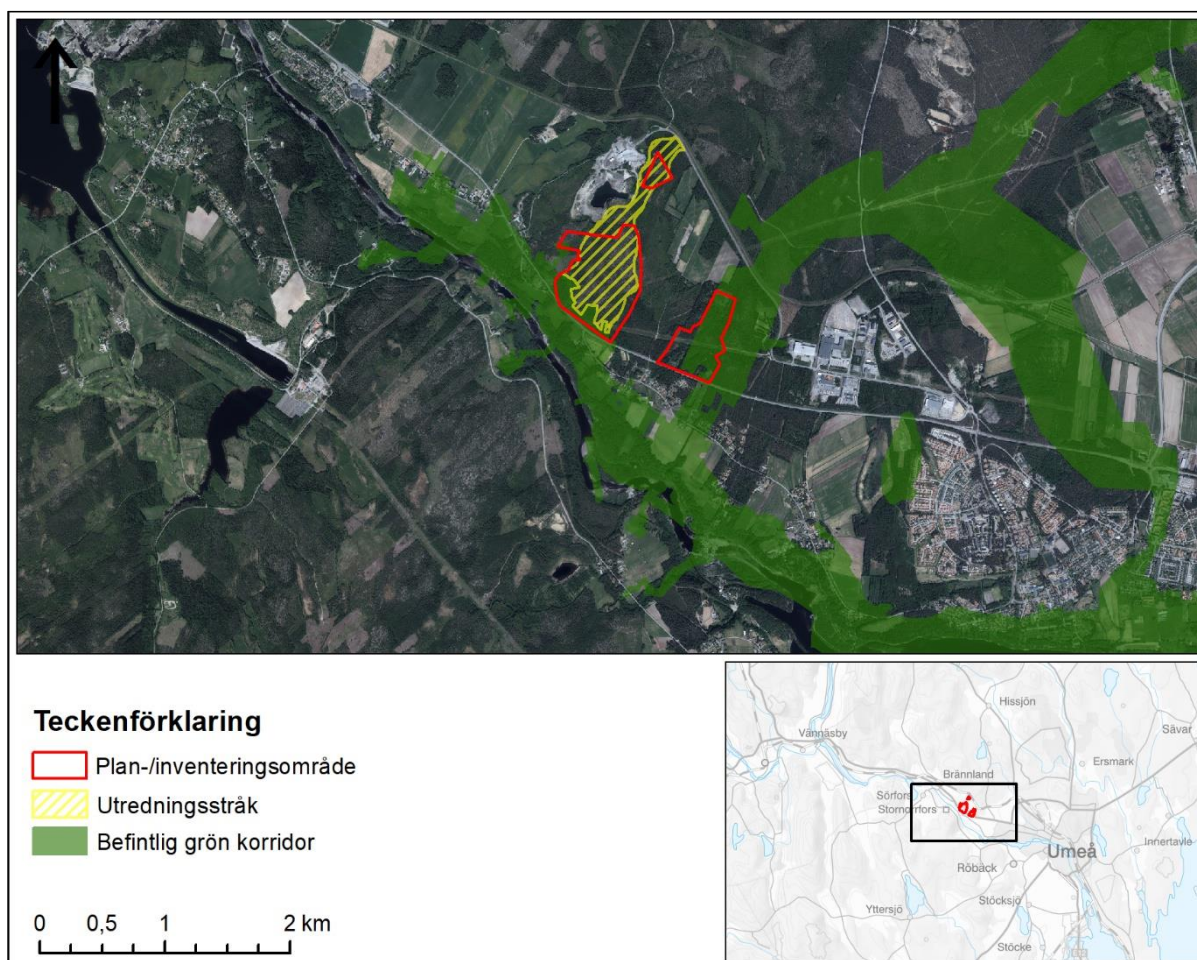 Teckenförklaring
Plan-/inventeringsområde
Utredningsstråk
Befintlig grön korridor
0 0,5 1 2 km
Hissjön
Sävar
Vännäsby
Ersmark
Brännland
Sörfors
Stornorrfors
Umeå
Innertavle
Röbäck
Yttersjö
Stöcksjö
Stöcke